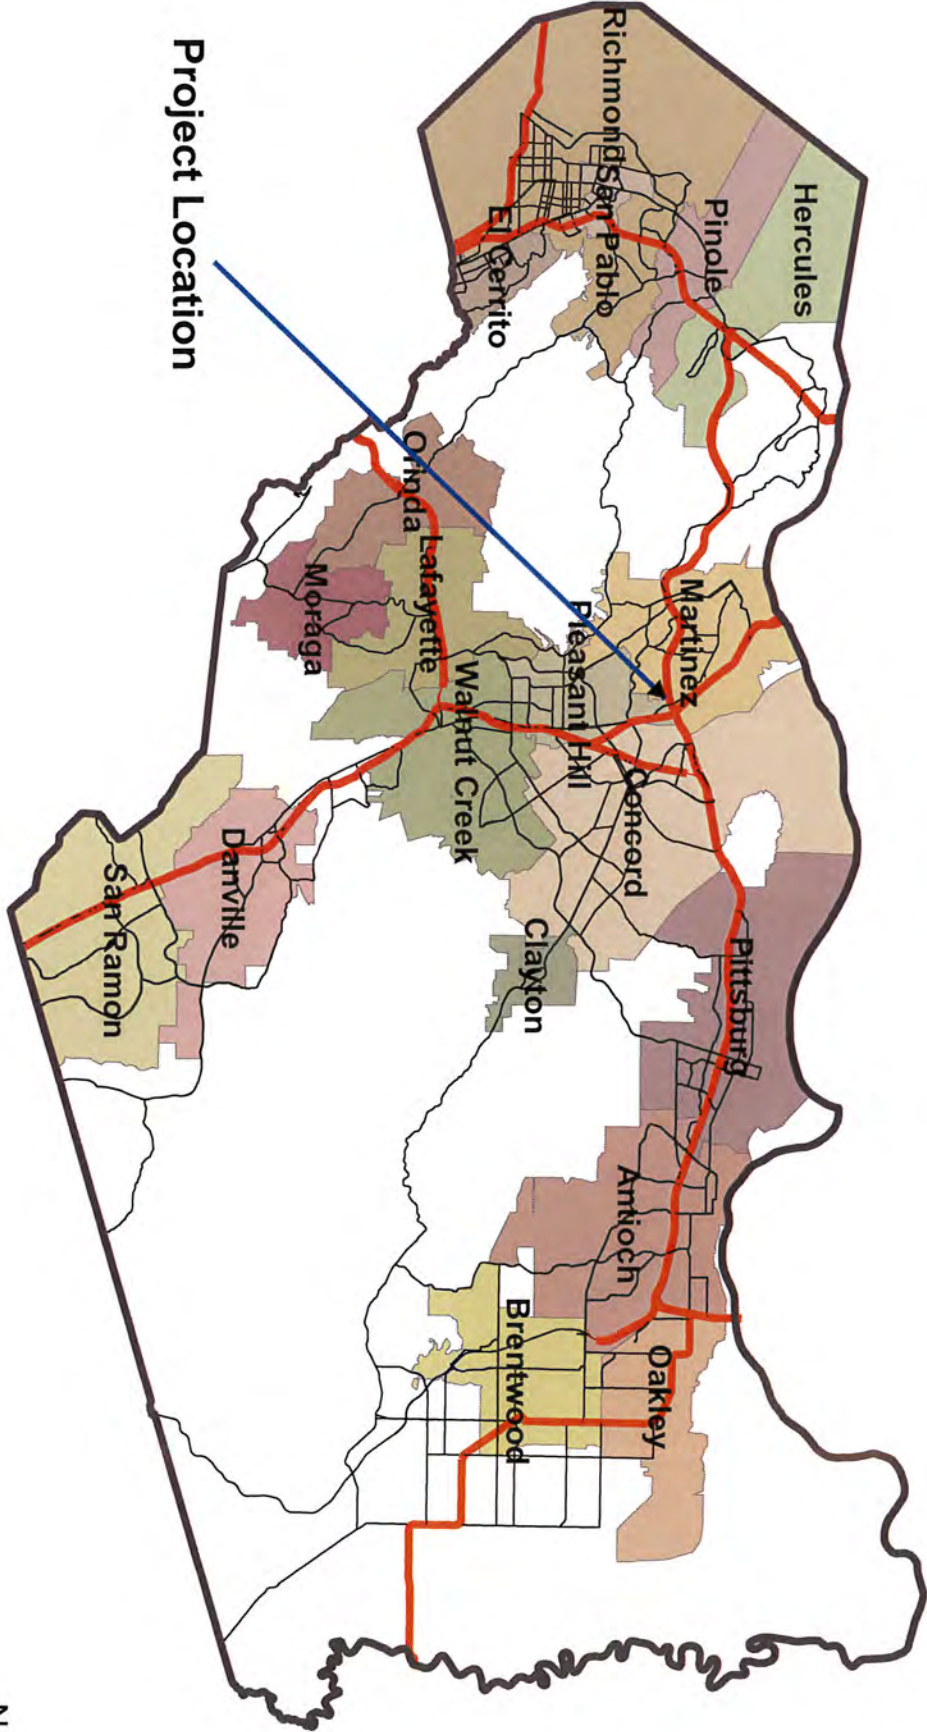 Hercules
Pinole
Richmond
San Pablo
El Cerrito
Martinez
Pleasant Hill
Concord
Pittsburg
Antioch
Oakley
Brentwood
Clayton
Walnut Creek
Lafayette
Orinda
Moraga
Danville
San Ramon
Project Location
N